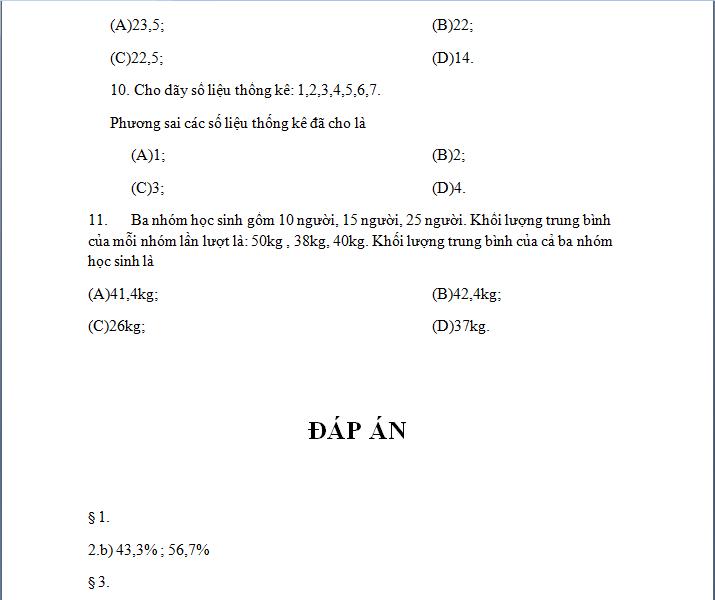 (A)23,5; (B)22;
(C)22,5; (D)14.
10. Cho dãy số liệu thống kê: 1,2,3,4,5,6,7.
Phương sai các số liệu thống kê đã cho là
(A)1; (B)2;
(C)3; (D)4.
11. Ba nhóm học sinh gồm 10 người, 15 người, 25 người. Khối lượng trung bình
của mỗi nhóm lần lượt là: 50kg , 38kg, 40kg. Khối lượng trung bình của cả ba nhóm
học sinh là
(A)41,4kg; (B)42,4kg;
(C)26kg; (D)37kg.
ĐÁP ÁN
§ 1.
2.b) 43,3% ; 56,7%
§ 3.